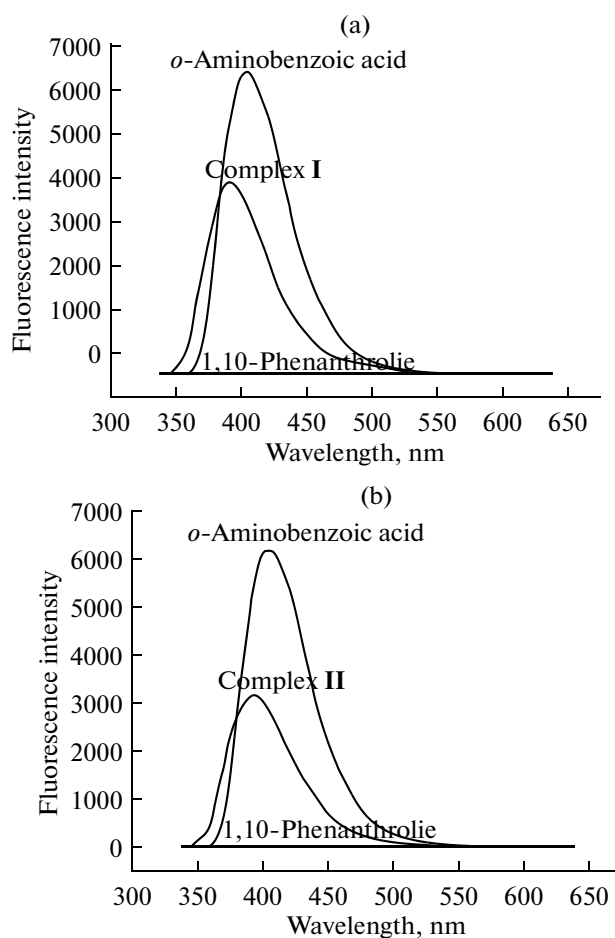 (a)
7000
6000
5000
4000
3000
2000
1000
0
Fluorescence intensity
o-Aminobenzoic acid
Complex I
1,10-Phenanthrolie
300 350 400 450 500 550 600 650
Wavelength, nm
(b)
7000
6000
5000
4000
3000
2000
1000
0
Fluorescence intensity
o-Aminobenzoic acid
Complex II
1,10-Phenanthrolie
300 350 400 450 500 550 600 650
Wavelength, nm